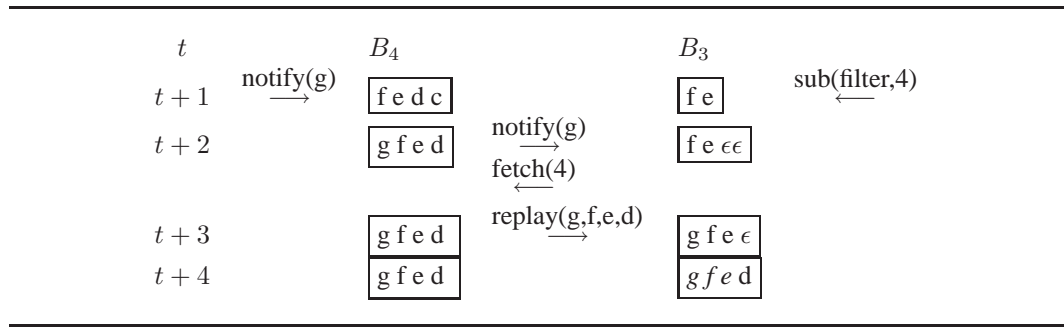 t B₄ B₃
t + 1 notify(g) → f e d c f e sub(filter,4) ←
t + 2 g f e d notify(g) → f e ϵϵ
fetch(4) ←
t + 3 g f e d replay(g,f,e,d) → g f e ϵ
t + 4 g f e d g f e d